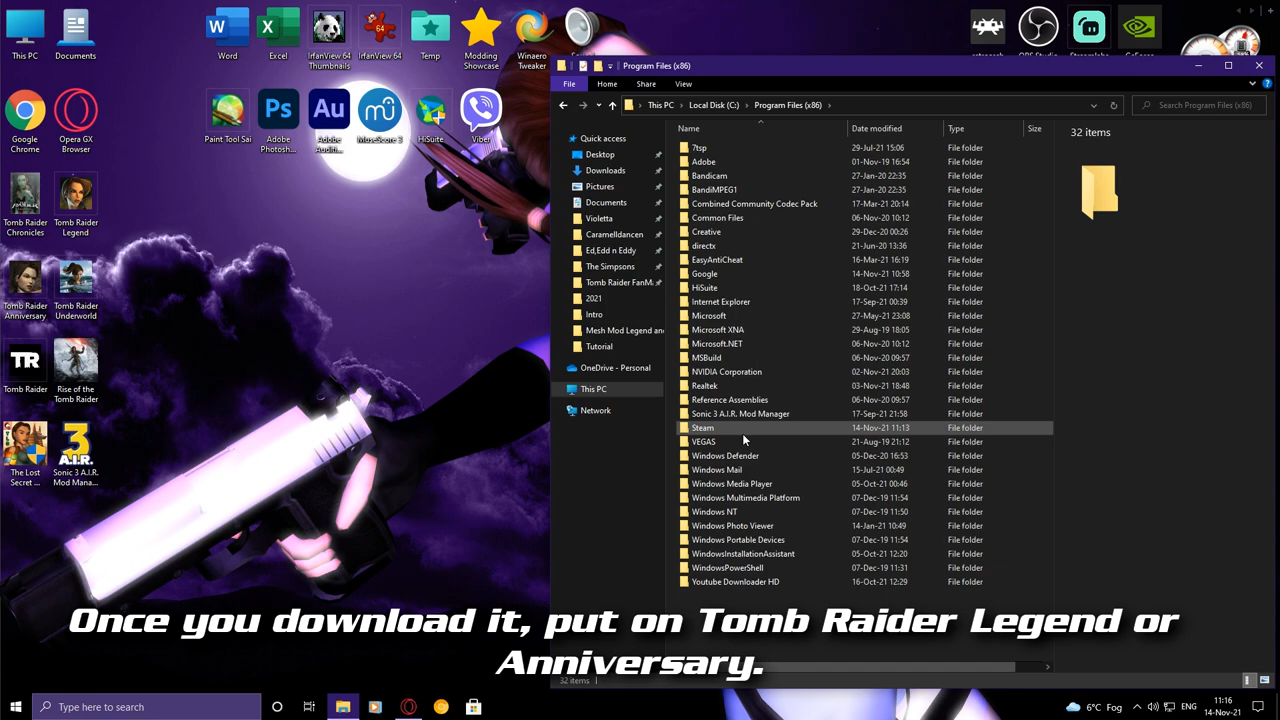 This PC
Documents
Word
Excel
IrfanView 64
Thumbnails
IrfanView 64
Temp
Modding
Showcase
Winaero
Tweaker
OBS Studio
GeForce
Google
Chrome
Opera GX
Browser
Paint Tool Sai
Ps
Adobe
Photosh...
Au
Adobe
Auditi...
MuseScore 3
HiSuite
Viber
Tomb Raider
Chronicles
Tomb Raider
Legend
Tomb Raider
Anniversary
Tomb Raider
Underworld
TR
Tomb Raider
Rise of the
Tomb Raider
The Lost
Secret ...
Sonic 3 A.I.R.
Mod Mana...
Program Files (x86)
File
Home
Share
View
This PC
Local Disk (C:)
Program Files (x86)
Search Program Files (x86)
Quick access
Desktop
Downloads
Pictures
Documents
Violetta
Caramelldancen
Ed,Edd n Eddy
The Simpsons
Tomb Raider FanM
2021
Intro
Mesh Mod Legend an
Tutorial
OneDrive - Personal
This PC
Network
Name Date modified Type Size
7tsp 29-Jul-21 15:06 File folder
Adobe 01-Nov-19 16:54 File folder
Bandicam 27-Jan-20 22:35 File folder
BandiMPEG1 27-Jan-20 22:35 File folder
Combined Community Codec Pack 17-Mar-21 20:14 File folder
Common Files 06-Nov-20 10:12 File folder
Creative 29-Dec-20 00:26 File folder
directx 21-Jun-20 13:36 File folder
EasyAntiCheat 16-Mar-21 16:19 File folder
Google 14-Nov-21 10:58 File folder
HiSuite 18-Oct-21 17:14 File folder
Internet Explorer 17-Sep-21 00:39 File folder
Microsoft 27-May-21 23:08 File folder
Microsoft XNA 29-Aug-19 18:05 File folder
Microsoft.NET 06-Nov-20 10:12 File folder
MSBuild 06-Nov-20 09:57 File folder
NVIDIA Corporation 02-Nov-21 20:03 File folder
Realtek 03-Nov-21 18:48 File folder
Reference Assemblies 06-Nov-20 09:57 File folder
Sonic 3 A.I.R. Mod Manager 17-Sep-21 21:58 File folder
Steam 14-Nov-21 11:13 File folder
VEGAS 21-Aug-19 21:12 File folder
Windows Defender 05-Dec-20 16:53 File folder
Windows Mail 15-Jul-21 00:49 File folder
Windows Media Player 05-Oct-21 00:46 File folder
Windows Multimedia Platform 07-Dec-19 11:54 File folder
Windows NT 07-Dec-19 11:50 File folder
Windows Photo Viewer 14-Jan-21 10:49 File folder
Windows Portable Devices 07-Dec-19 11:54 File folder
WindowsInstallationAssistant 05-Oct-21 12:20 File folder
WindowsPowerShell 07-Dec-19 11:31 File folder
Youtube Downloader HD 16-Oct-21 12:29 File folder
32 items
Once you download it, put on Tomb Raider Legend or
Anniversary.
32 items
Type here to search
6°C Fog
ENG
11:16
14-Nov-21